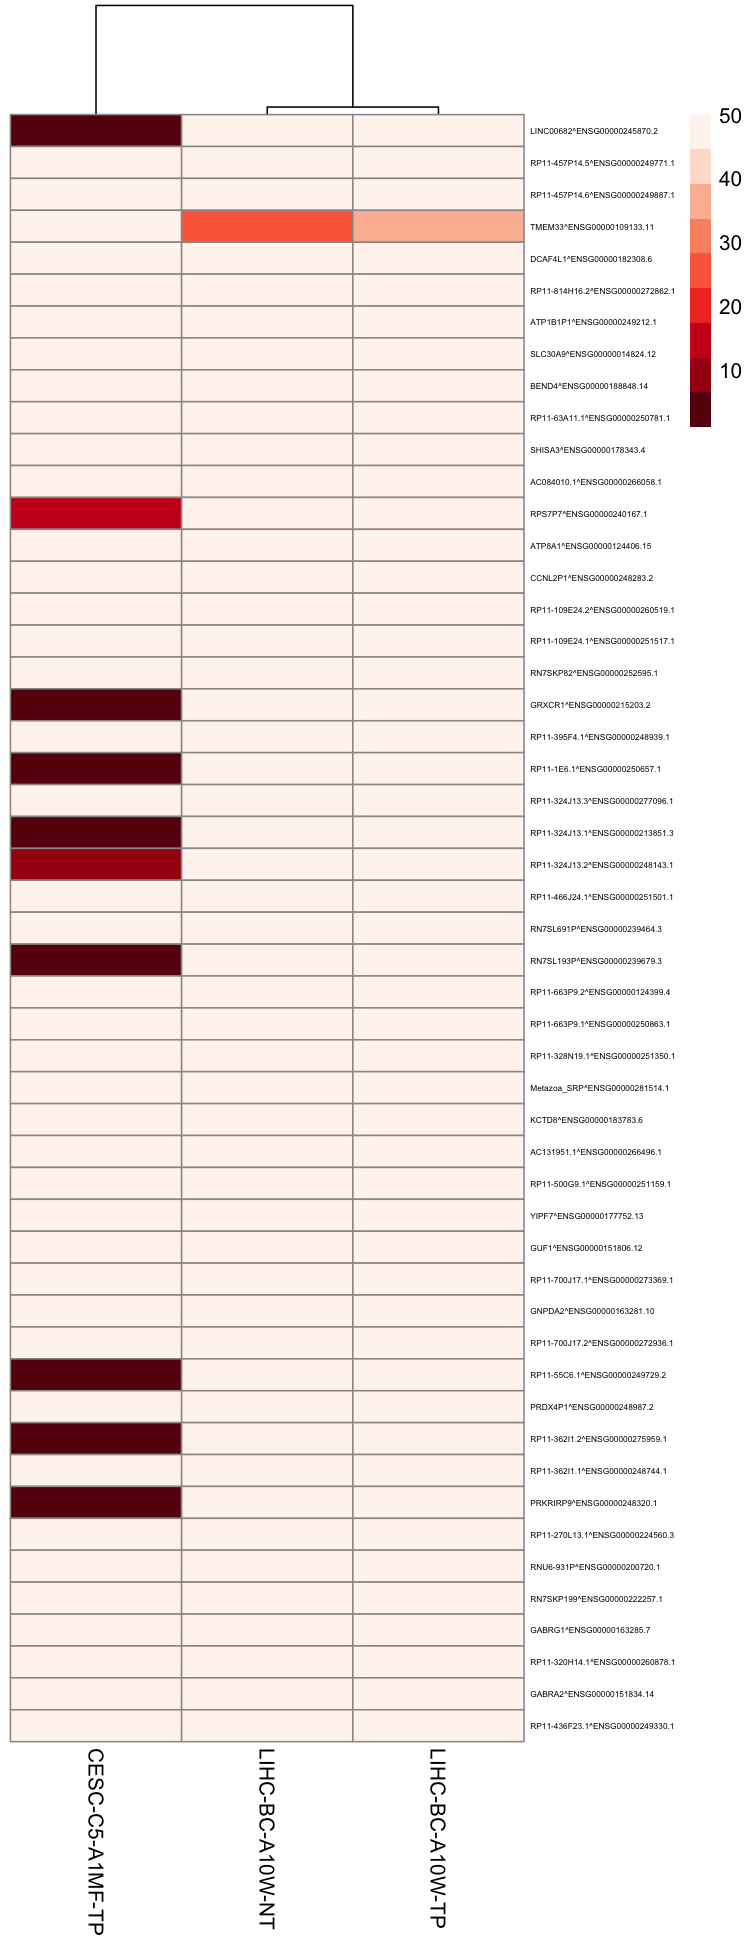 LINC00682^ENSG00000245870.2
RP11-457P14.5^ENSG00000249771.1
RP11-457P14.6^ENSG00000249887.1
TMEM33^ENSG00000109133.11
DCAF4L1^ENSG00000182308.6
RP11-814H16.2^ENSG00000272862.1
ATP1B1P1^ENSG00000249212.1
SLC30A9^ENSG00000014824.12
BEND4^ENSG00000188848.14
RP11-63A11.1^ENSG00000250781.1
SHISA3^ENSG00000178343.4
AC084010.1^ENSG00000266058.1
RPS7P7^ENSG00000240167.1
ATP8A1^ENSG00000124406.15
CCNL2P1^ENSG00000248283.2
RP11-109E24.2^ENSG00000260519.1
RP11-109E24.1^ENSG00000251517.1
RN7SKP82^ENSG00000252595.1
GRXCR1^ENSG00000215203.2
RP11-395F4.1^ENSG00000248939.1
RP11-1E6.1^ENSG00000250657.1
RP11-324J13.3^ENSG00000277096.1
RP11-324J13.1^ENSG00000213851.3
RP11-324J13.2^ENSG00000248143.1
RP11-466J24.1^ENSG00000251501.1
RN7SL691P^ENSG00000239464.3
RN7SL193P^ENSG00000239679.3
RP11-663P9.2^ENSG00000124399.4
RP11-663P9.1^ENSG00000250863.1
RP11-328N19.1^ENSG00000251350.1
Metazoa_SRP^ENSG00000281514.1
KCTD8^ENSG00000183783.6
AC131951.1^ENSG00000266496.1
RP11-500G9.1^ENSG00000251159.1
YIPF7^ENSG00000177752.13
GUF1^ENSG00000151806.12
RP11-700J17.1^ENSG00000273369.1
GNPDA2^ENSG00000163281.10
RP11-700J17.2^ENSG00000272936.1
RP11-55C6.1^ENSG00000249729.2
PRDX4P1^ENSG00000248987.2
RP11-362I1.2^ENSG00000275959.1
RP11-362I1.1^ENSG00000248744.1
PRKRIRP9^ENSG00000248320.1
RP11-270L13.1^ENSG00000224560.3
RNU6-931P^ENSG00000200720.1
RN7SKP199^ENSG00000222257.1
GABRG1^ENSG00000163285.7
RP11-320H14.1^ENSG00000260878.1
GABRA2^ENSG00000151834.14
RP11-436F23.1^ENSG00000249330.1
50
40
30
20
10
CESC-C5-A1MF-TP
LIHC-BC-A10W-NT
LIHC-BC-A10W-TP